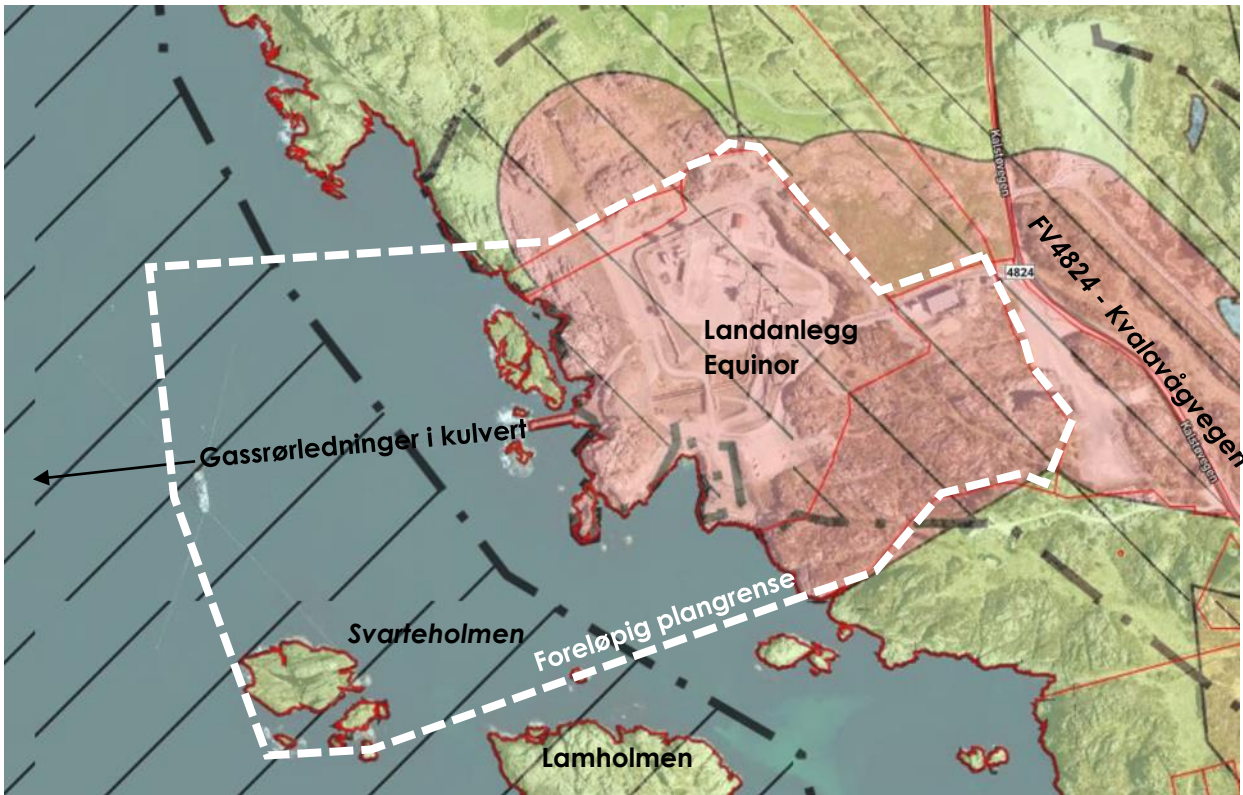 Kalstøvegen
FV4824 - Kvalavågvegen
4824
Landanlegg
Equinor
Kalstøvegen
Gassrørledninger i kulvert
Svarteholmen
Foreløpig plangrense
Lamholmen